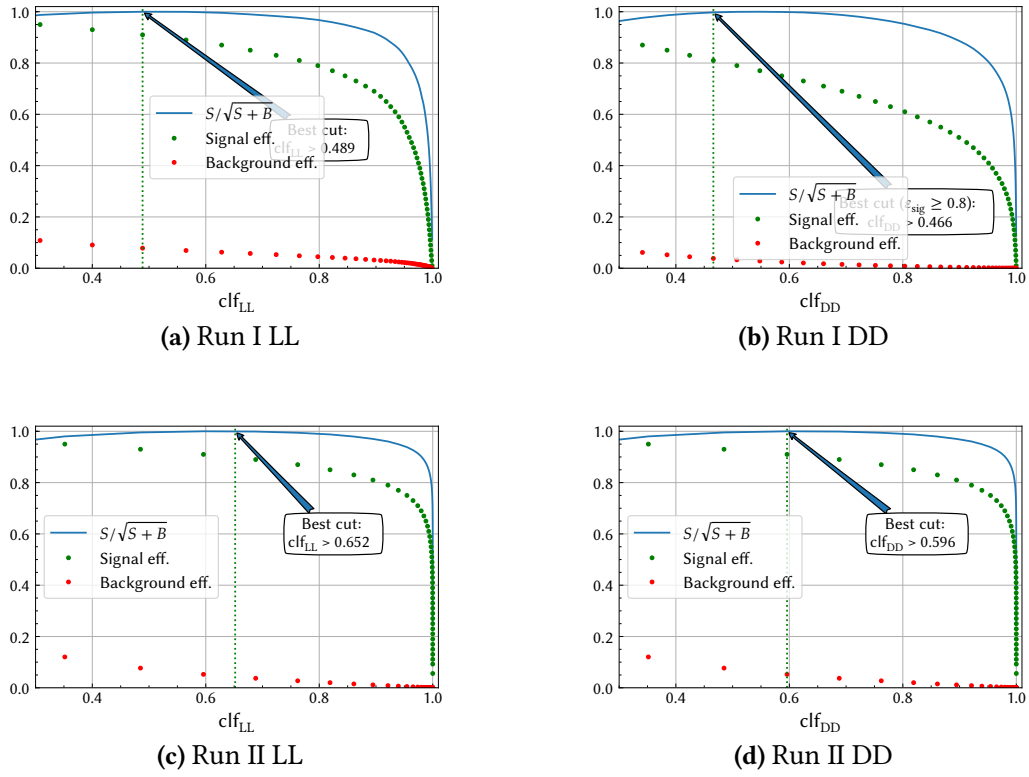 1.0
0.8
0.6
0.4
0.2
0.0
S/√S + B
Signal eff.
Background eff.
Best cut:
clf_LL > 0.489
0.4 0.6 0.8 1.0
clf_LL
(a) Run I LL
1.0
0.8
0.6
0.4
0.2
0.0
S/√S + B
Signal eff.
Background eff.
Best cut (ε_sig ≥ 0.8):
clf_DD > 0.466
0.4 0.6 0.8 1.0
clf_DD
(b) Run I DD
1.0
0.8
0.6
0.4
0.2
0.0
S/√S + B
Signal eff.
Background eff.
Best cut:
clf_LL > 0.652
0.4 0.6 0.8 1.0
clf_LL
(c) Run II LL
1.0
0.8
0.6
0.4
0.2
0.0
S/√S + B
Signal eff.
Background eff.
Best cut:
clf_DD > 0.596
0.4 0.6 0.8 1.0
clf_DD
(d) Run II DD